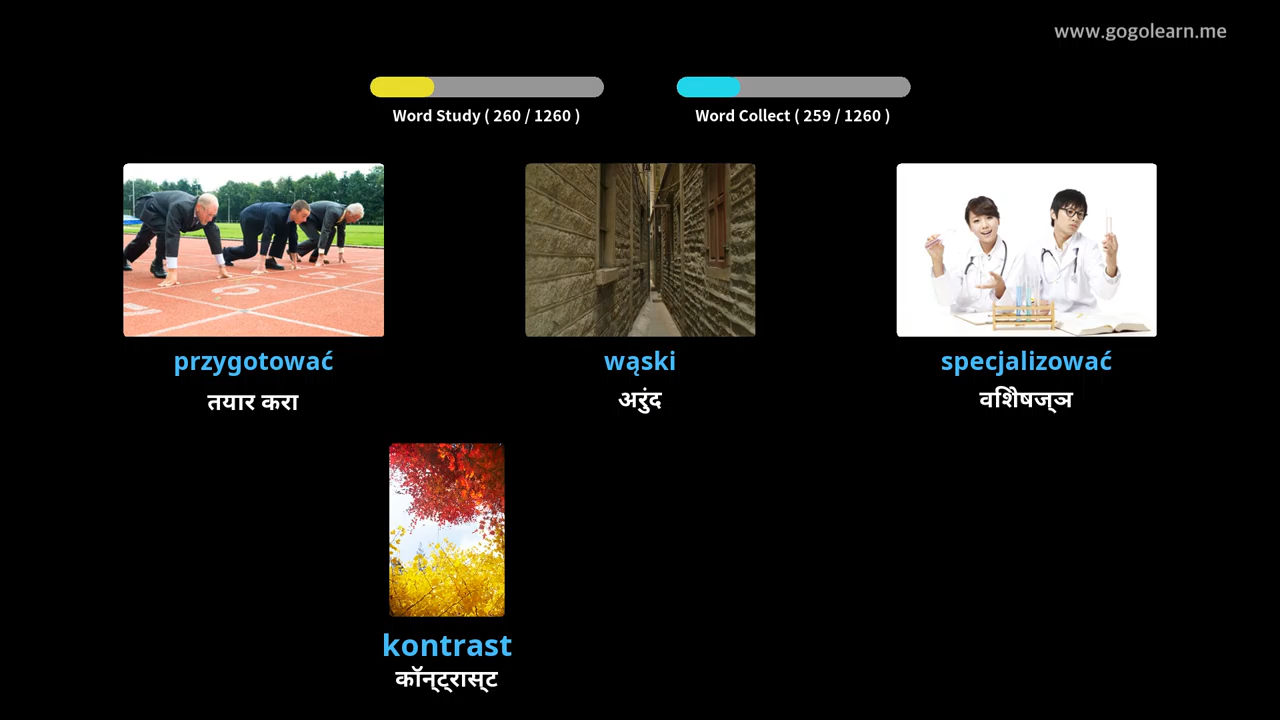 www.gogolearn.me
Word Study ( 260 / 1260 )
Word Collect ( 259 / 1260 )
przygotować
wąski
specjalizować
तयार करा
अरुंद
वशिेषज्ञ
kontrast
कॉन्ट्रास्ट